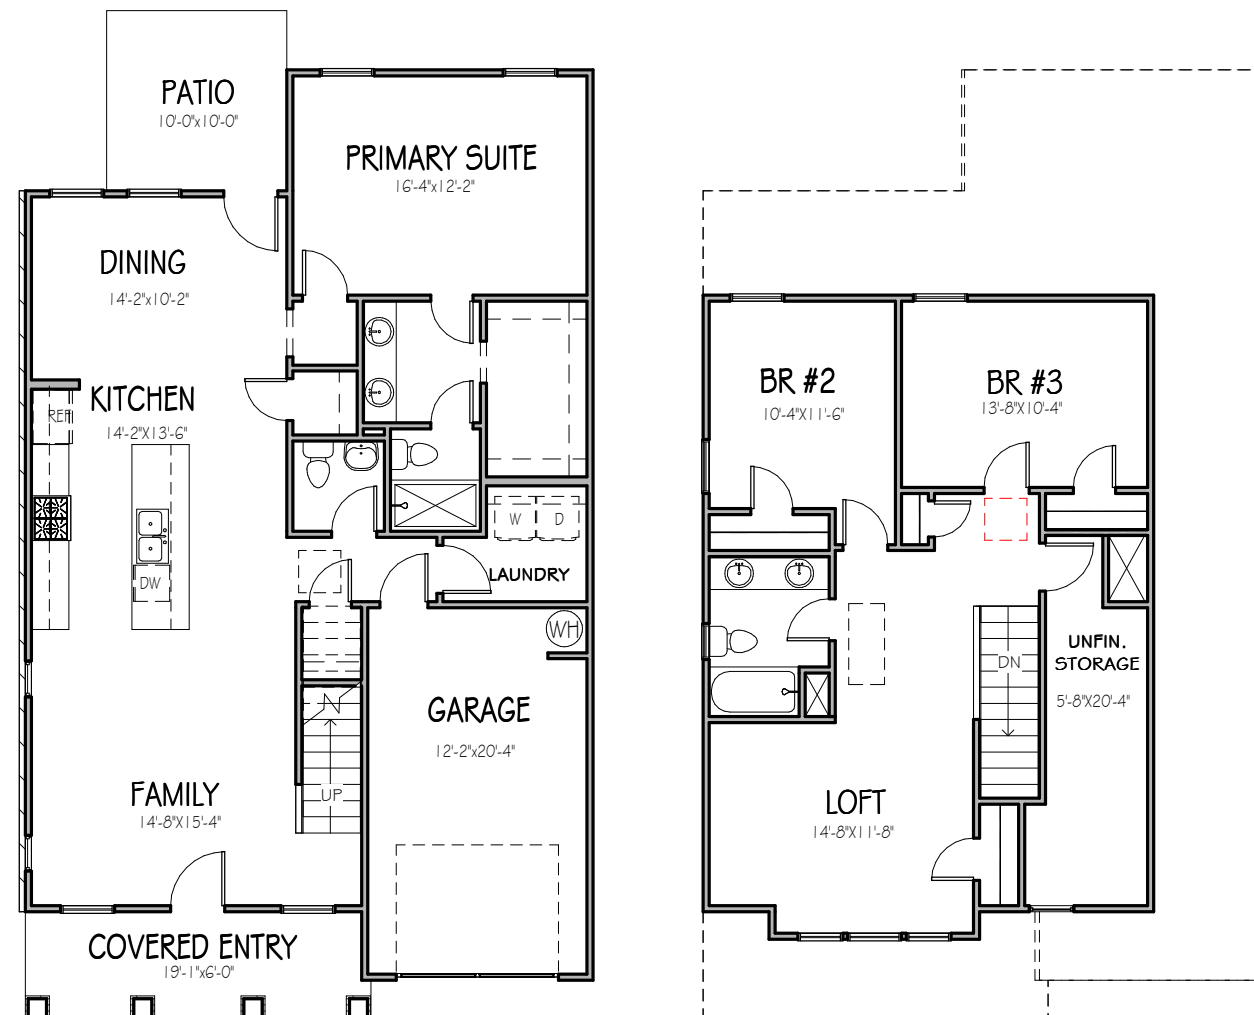 PATIO
10'-0"x10'-0"
PRIMARY SUITE
16'-4"x12'-2"
DINING
14'-2"x10'-2"
KITCHEN
14'-2"X13'-6"
REF
DW
W
D
LAUNDRY
WH
GARAGE
12'-2"x20'-4"
UP
FAMILY
14'-8"X15'-4"
COVERED ENTRY
19'-1"x6'-0"
BR #2
10'-4"X11'-6"
BR #3
13'-8"X10'-4"
DN
UNFIN.
STORAGE
5'-8"X20'-4"
LOFT
14'-8"X11'-8"